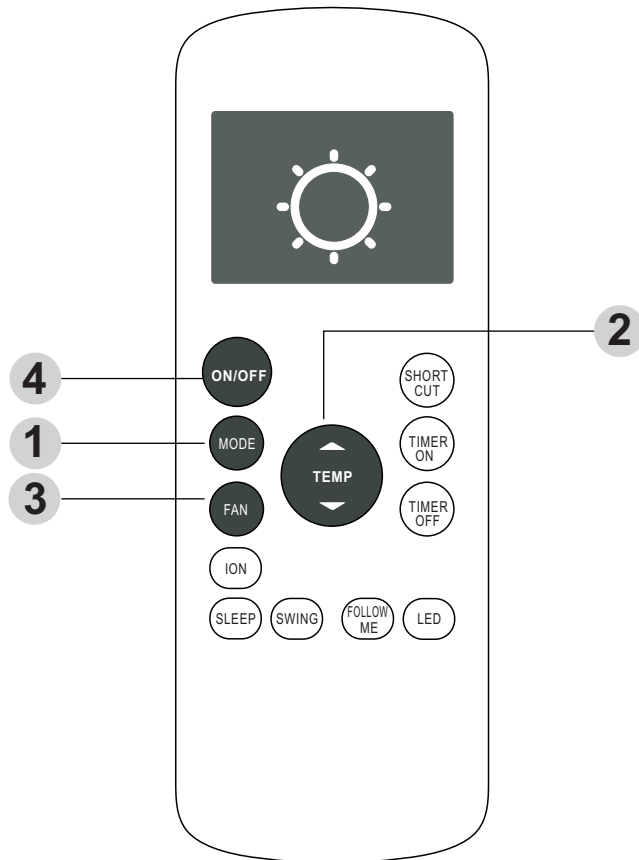 2
4
ON/OFF
SHORT
CUT
1
MODE
TEMP
TIMER
ON
3
FAN
TIMER
OFF
ION
SLEEP
SWING
FOLLOW
ME
LED